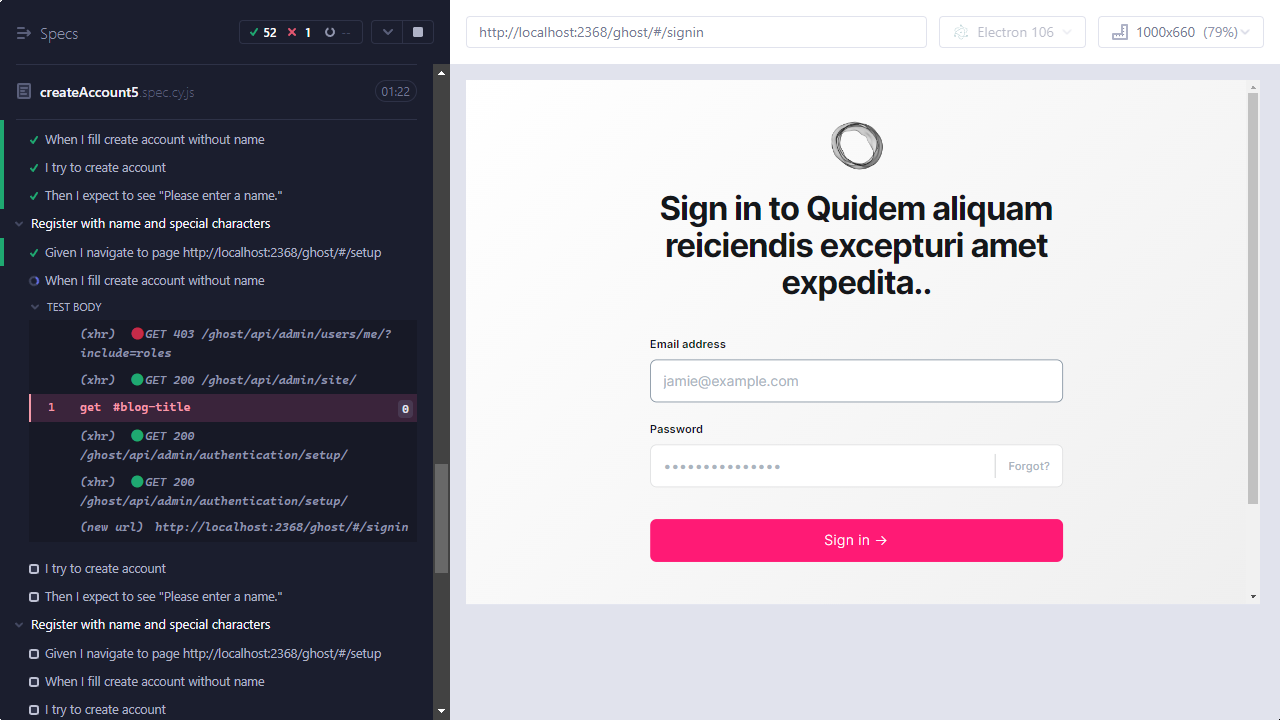 Specs
52 1 --
createAccount5.spec.cy.js
01:22
When I fill create account without name
I try to create account
Then I expect to see "Please enter a name."
Register with name and special characters
Given I navigate to page http://localhost:2368/ghost/#/setup
When I fill create account without name
TEST BODY
(xhr) GET 403 /ghost/api/admin/users/me/?
include=roles
(xhr) GET 200 /ghost/api/admin/site/
1 get #blog-title 0
(xhr) GET 200
/ghost/api/admin/authentication/setup/
(xhr) GET 200
/ghost/api/admin/authentication/setup/
(new url) http://localhost:2368/ghost/#/signin
I try to create account
Then I expect to see "Please enter a name."
Register with name and special characters
Given I navigate to page http://localhost:2368/ghost/#/setup
When I fill create account without name
I try to create account
http://localhost:2368/ghost/#/signin
Electron 106
1000x660 (79%)
Sign in to Quidem aliquam
reiciendis excepturi amet
expedita..
Email address
jamie@example.com
Password
Forgot?
Sign in →